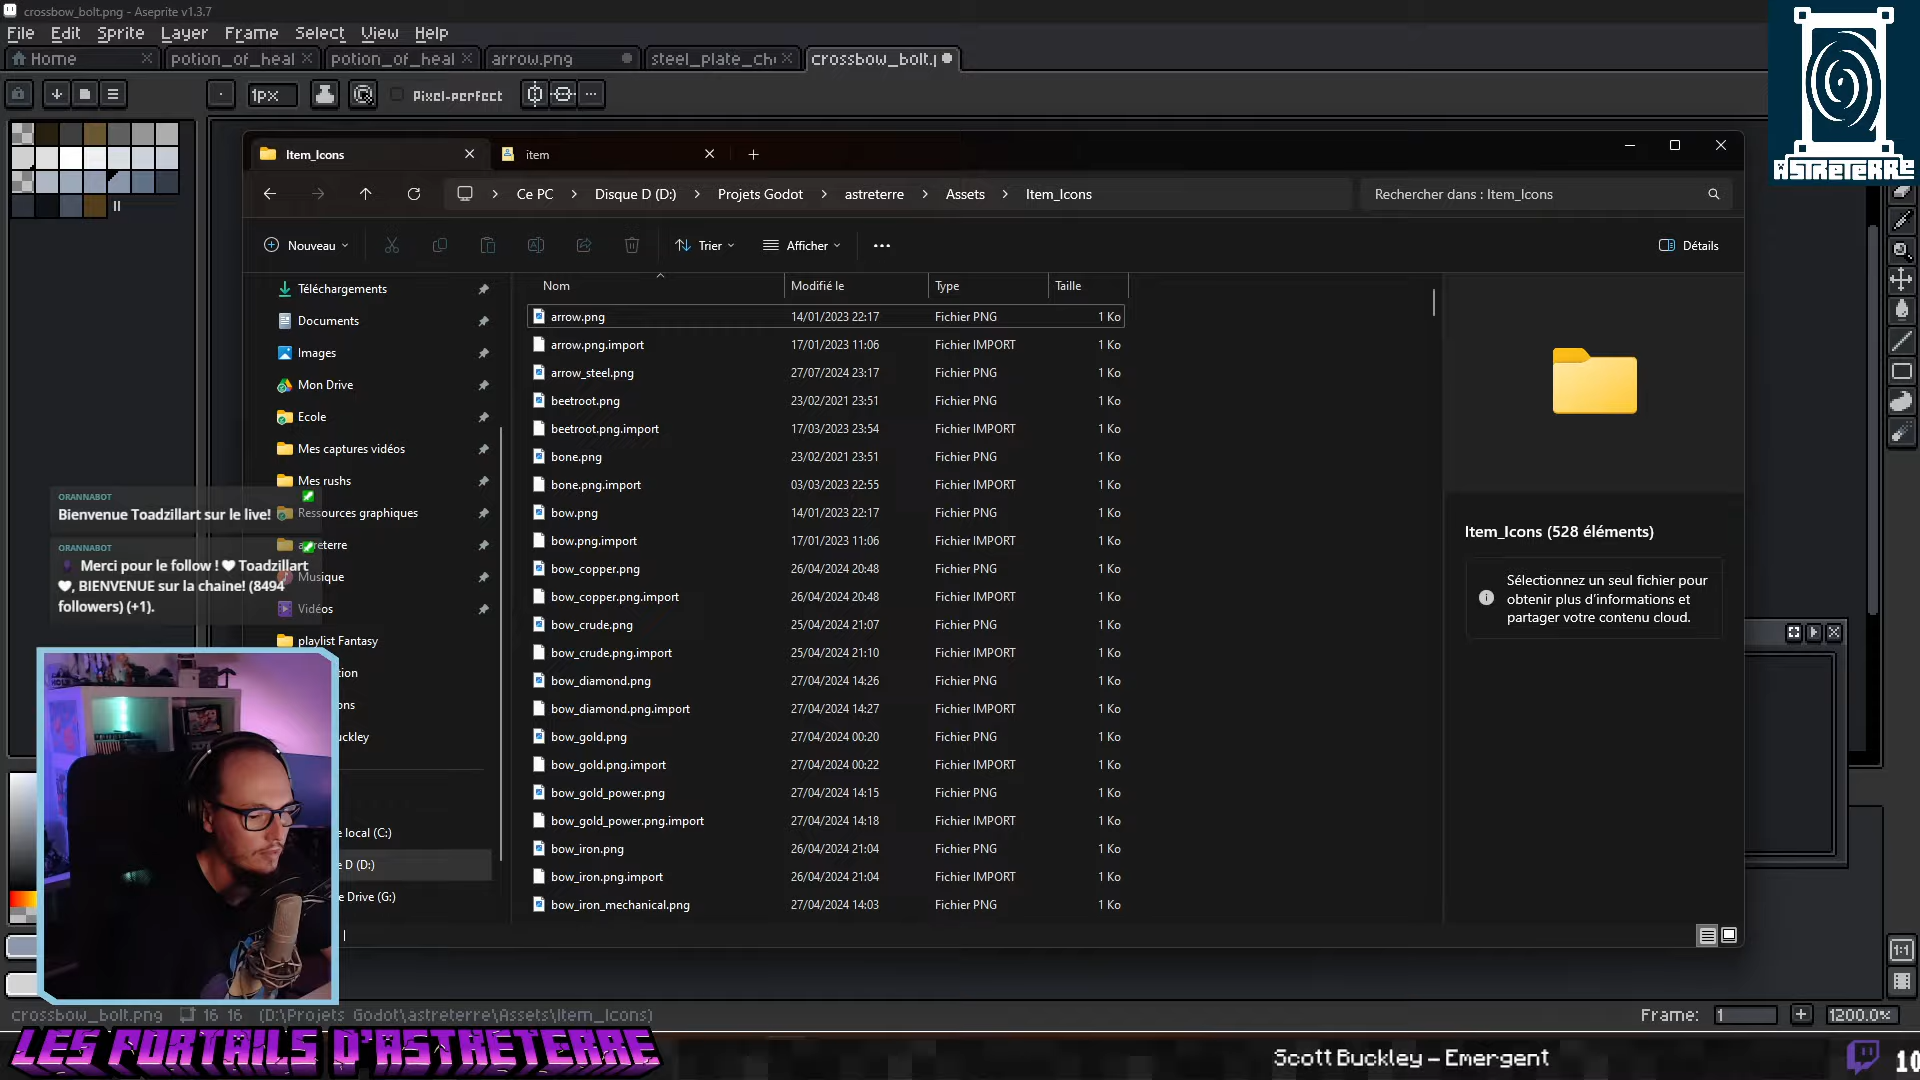 crossbow_bolt.png - Aseprite v1.3.7
File Edit Sprite Layer Frame Select View Help
Home potion_of_heal potion_of_heal arrow.png steel_plate_ch crossbow_bolt.p
1px Pixel-perfect
ASTRETERRE
Item_Icons item
Ce PC Disque D (D:) Projets Godot astreterre Assets Item_Icons Rechercher dans : Item_Icons
Nouveau Trier Afficher Détails
Téléchargements
Documents
Images
Mon Drive
Ecole
Mes captures vidéos
Mes rushs
Ressources graphiques
astreterre
Musique
Vidéos
playlist Fantasy
tion
ons
uckley
e local (C:)
e D (D:)
e Drive (G:)
Nom Modifié le Type Taille
arrow.png 14/01/2023 22:17 Fichier PNG 1 Ko
arrow.png.import 17/01/2023 11:06 Fichier IMPORT 1 Ko
arrow_steel.png 27/07/2024 23:17 Fichier PNG 1 Ko
beetroot.png 23/02/2021 23:51 Fichier PNG 1 Ko
beetroot.png.import 17/03/2023 23:54 Fichier IMPORT 1 Ko
bone.png 23/02/2021 23:51 Fichier PNG 1 Ko
bone.png.import 03/03/2023 22:55 Fichier IMPORT 1 Ko
bow.png 14/01/2023 22:17 Fichier PNG 1 Ko
bow.png.import 17/01/2023 11:06 Fichier IMPORT 1 Ko
bow_copper.png 26/04/2024 20:48 Fichier PNG 1 Ko
bow_copper.png.import 26/04/2024 20:48 Fichier IMPORT 1 Ko
bow_crude.png 25/04/2024 21:07 Fichier PNG 1 Ko
bow_crude.png.import 25/04/2024 21:10 Fichier IMPORT 1 Ko
bow_diamond.png 27/04/2024 14:26 Fichier PNG 1 Ko
bow_diamond.png.import 27/04/2024 14:27 Fichier IMPORT 1 Ko
bow_gold.png 27/04/2024 00:20 Fichier PNG 1 Ko
bow_gold.png.import 27/04/2024 00:22 Fichier IMPORT 1 Ko
bow_gold_power.png 27/04/2024 14:15 Fichier PNG 1 Ko
bow_gold_power.png.import 27/04/2024 14:18 Fichier IMPORT 1 Ko
bow_iron.png 26/04/2024 21:04 Fichier PNG 1 Ko
bow_iron.png.import 26/04/2024 21:04 Fichier IMPORT 1 Ko
bow_iron_mechanical.png 27/04/2024 14:03 Fichier PNG 1 Ko
Item_Icons (528 éléments)
Sélectionnez un seul fichier pour
obtenir plus d'informations et
partager votre contenu cloud.
ORANNABOT
Bienvenue Toadzillart sur le live!
ORANNABOT
Merci pour le follow ! ♥ Toadzillart
♥, BIENVENUE sur la chaine! (8494
followers) (+1).
1:1
crossbow_bolt.png 16 16 (D:\Projets Godot\astreterre\Assets\Item_Icons) Frame: 1 1200.0%
LES PORTAILS D'ASTRETERRE
Scott Buckley – Emergent
10